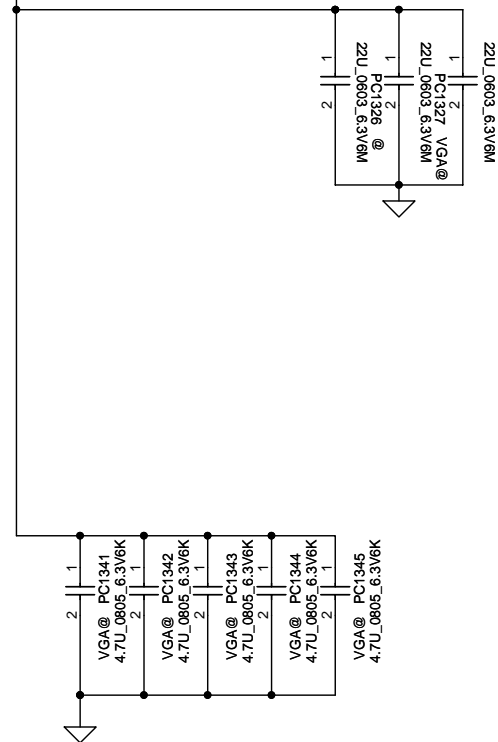 22U_0603_6.3V6M
1
2
PC1327 VGA@
22U_0603_6.3V6M
1
2
PC1326 @
22U_0603_6.3V6M
1
2
1
2
VGA@ PC1341
4.7U_0805_6.3V6K
1
2
VGA@ PC1342
4.7U_0805_6.3V6K
1
2
VGA@ PC1343
4.7U_0805_6.3V6K
1
2
VGA@ PC1344
4.7U_0805_6.3V6K
1
2
VGA@ PC1345
4.7U_0805_6.3V6K